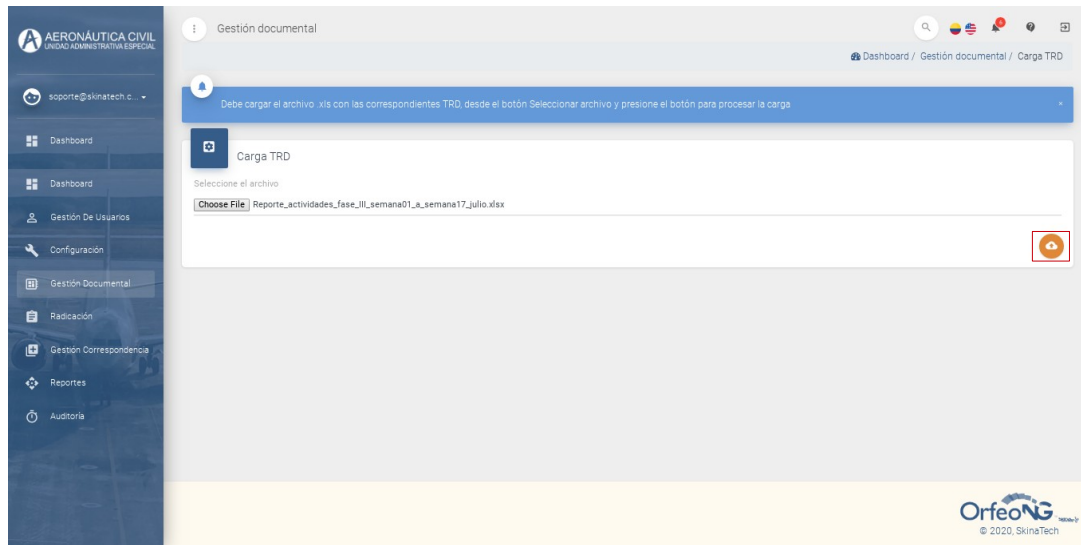 AERONÁUTICA CIVIL
UNIDAD ADMINISTRATIVA ESPECIAL
soporte@skinatech.c...
Dashboard
Dashboard
Gestión De Usuarios
Configuración
Gestión Documental
Radicación
Gestión Correspondencia
Reportes
Auditoría
Gestión documental
6
Dashboard / Gestión documental / Carga TRD
Debe cargar el archivo .xls con las correspondientes TRD, desde el botón Seleccionar archivo y presione el botón para procesar la carga
×
Carga TRD
Seleccione el archivo
Choose File Reporte_actividades_fase_III_semana01_a_semana17_julio.xlsx
OrfeoNG
© 2020, SkinaTech